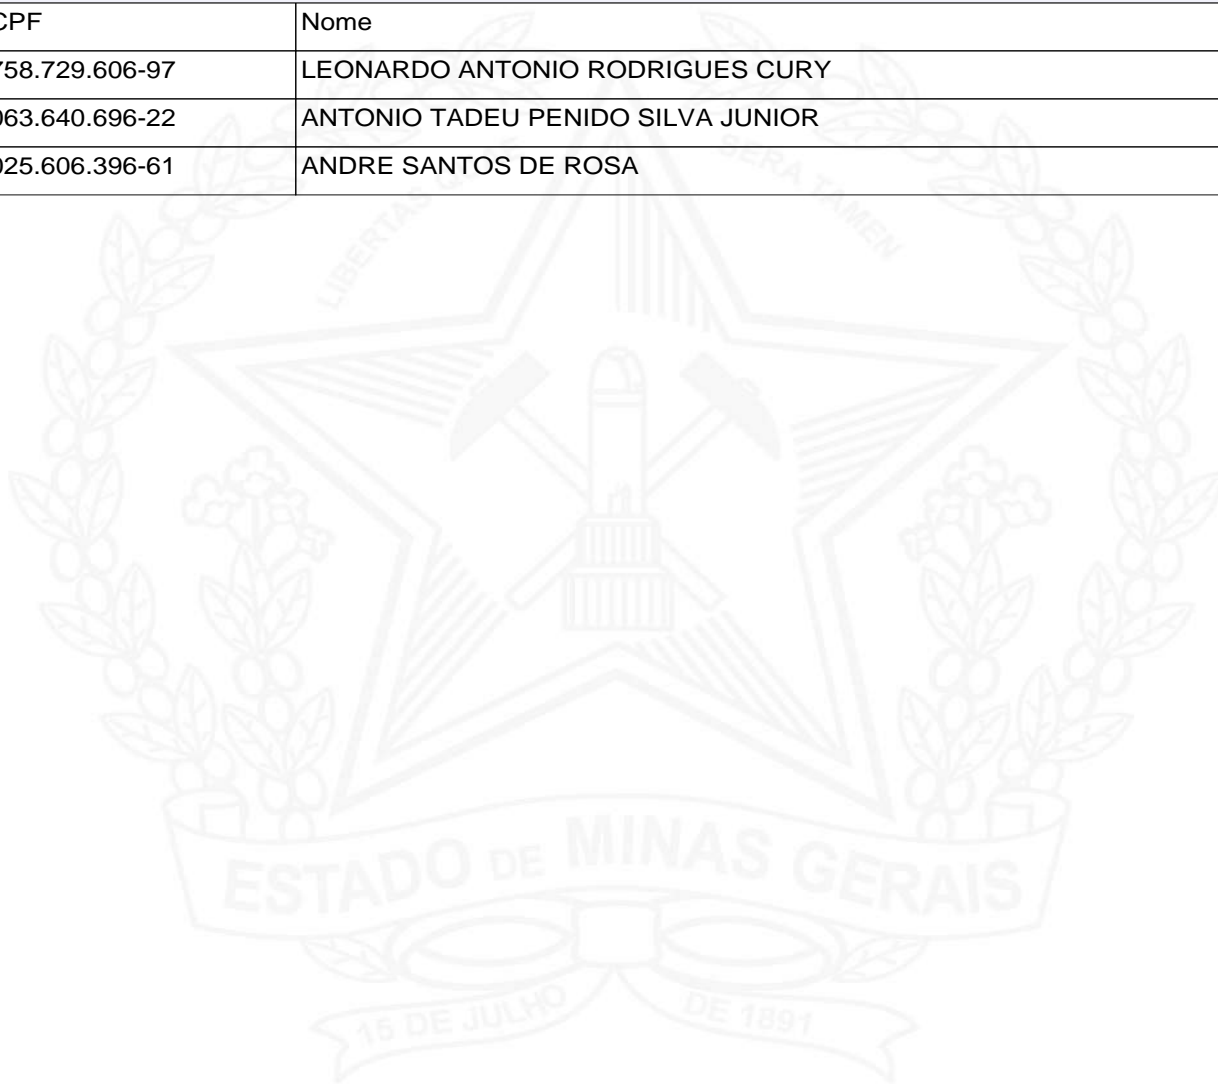 CPF Nome
758.729.606-97 LEONARDO ANTONIO RODRIGUES CURY
063.640.696-22 ANTONIO TADEU PENIDO SILVA JUNIOR
025.606.396-61 ANDRE SANTOS DE ROSA
LIBERTAS QUÆ SERA TAMEN
ESTADO DE MINAS GERAIS
15 DE JULHO DE 1891